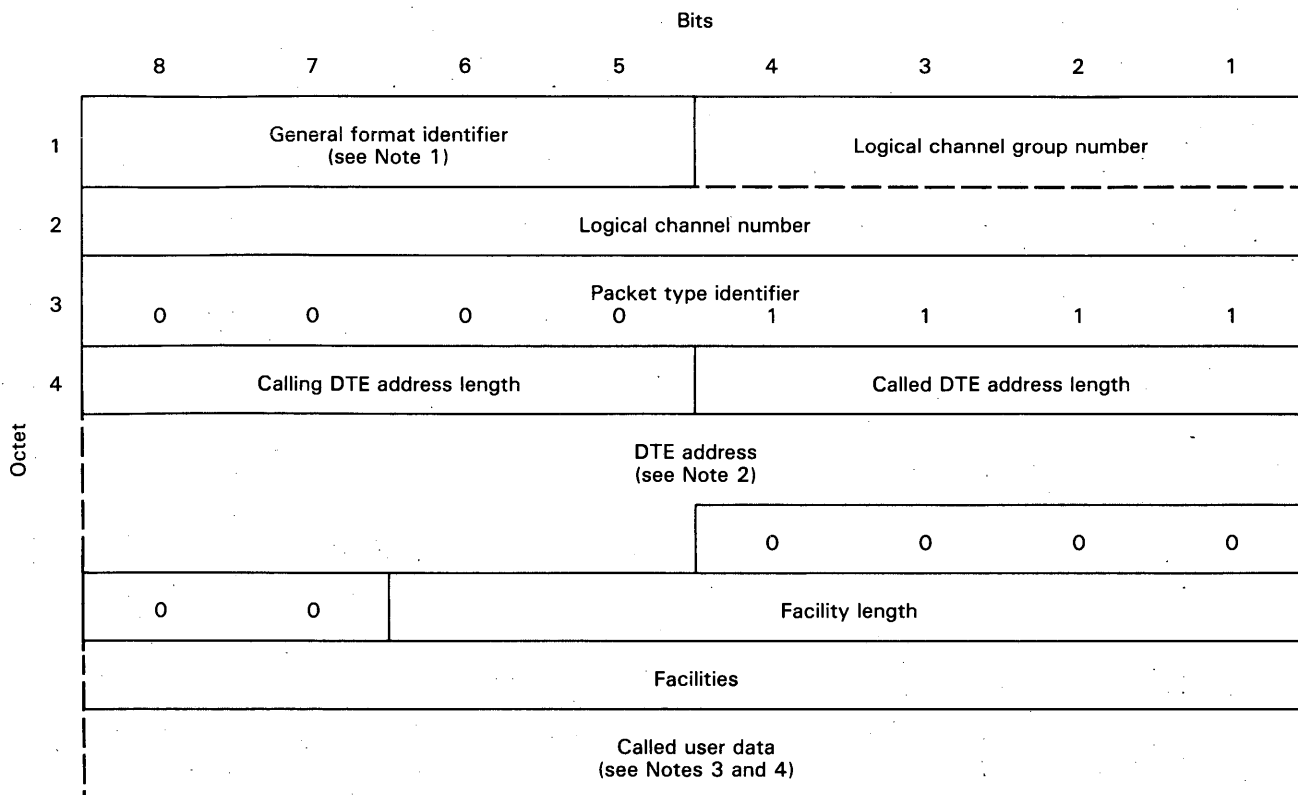 Bits
8 7 6 5 4 3 2 1
1
General format identifier
(see Note 1)
Logical channel group number
2
Logical channel number
3
Packet type identifier
0 0 0 0 1 1 1 1
4
Calling DTE address length
Called DTE address length
Octet
DTE address
(see Note 2)
0 0 0 0
0 0
Facility length
Facilities
Called user data
(see Notes 3 and 4)